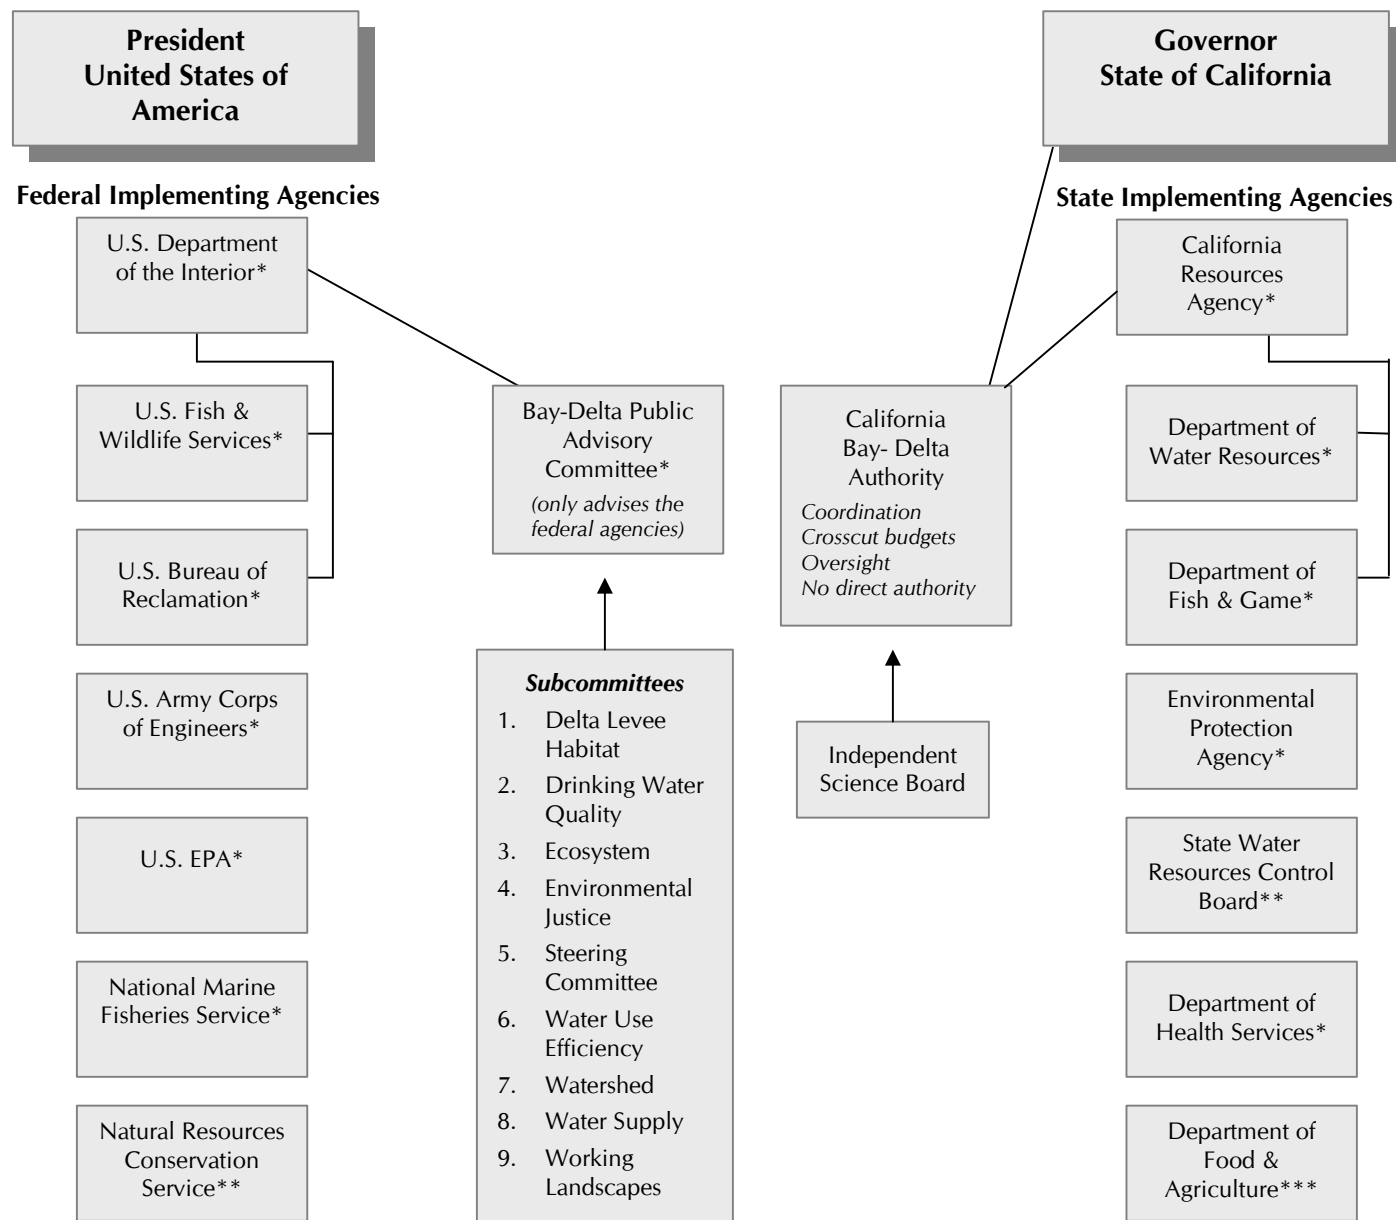 President
United States of
America
Governor
State of California
Federal Implementing Agencies
State Implementing Agencies
U.S. Department
of the Interior*
U.S. Fish &
Wildlife Services*
U.S. Bureau of
Reclamation*
U.S. Army Corps
of Engineers*
U.S. EPA*
National Marine
Fisheries Service*
Natural Resources
Conservation
Service**
Bay-Delta Public
Advisory
Committee*
(only advises the
federal agencies)
Subcommittees
1. Delta Levee
Habitat
2. Drinking Water
Quality
3. Ecosystem
4. Environmental
Justice
5. Steering
Committee
6. Water Use
Efficiency
7. Watershed
8. Water Supply
9. Working
Landscapes
California
Bay- Delta
Authority
Coordination
Crosscut budgets
Oversight
No direct authority
Independent
Science Board
California
Resources
Agency*
Department of
Water Resources*
Department of
Fish & Game*
Environmental
Protection
Agency*
State Water
Resources Control
Board**
Department of
Health Services*
Department of
Food &
Agriculture***